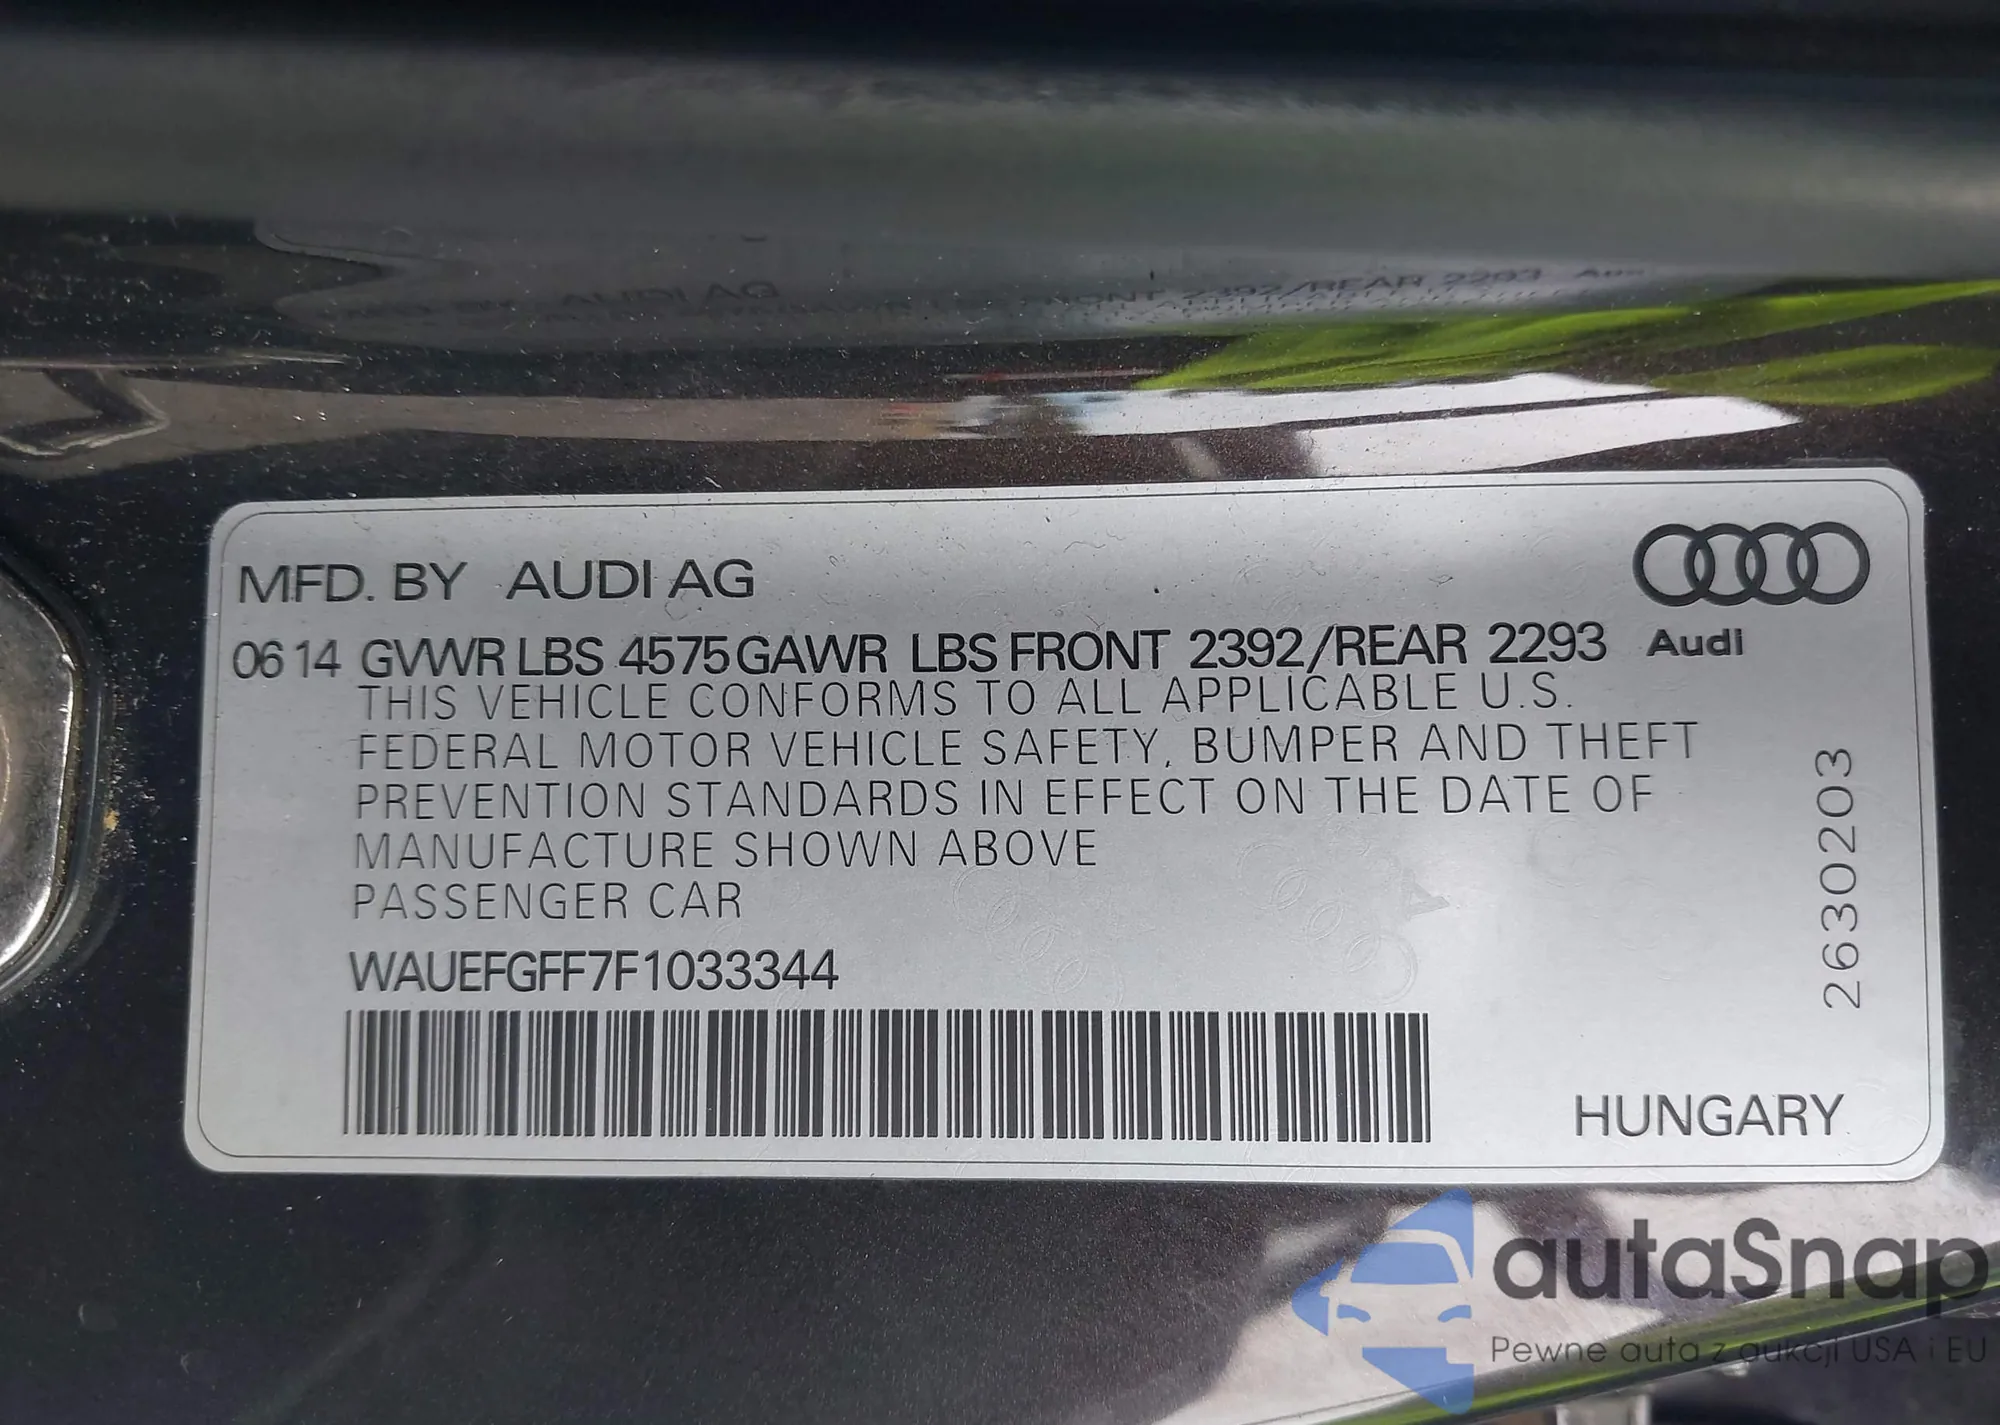 MFD. BY AUDI AG
0614 GVWR LBS 4575 GAWR LBS FRONT 2392/REAR 2293 Audi
THIS VEHICLE CONFORMS TO ALL APPLICABLE U.S.
FEDERAL MOTOR VEHICLE SAFETY, BUMPER AND THEFT
PREVENTION STANDARDS IN EFFECT ON THE DATE OF
MANUFACTURE SHOWN ABOVE
PASSENGER CAR
WAUEFGFF7F1033344
2630203
HUNGARY
autaSnap
Pewne auta z aukcji USA i EU